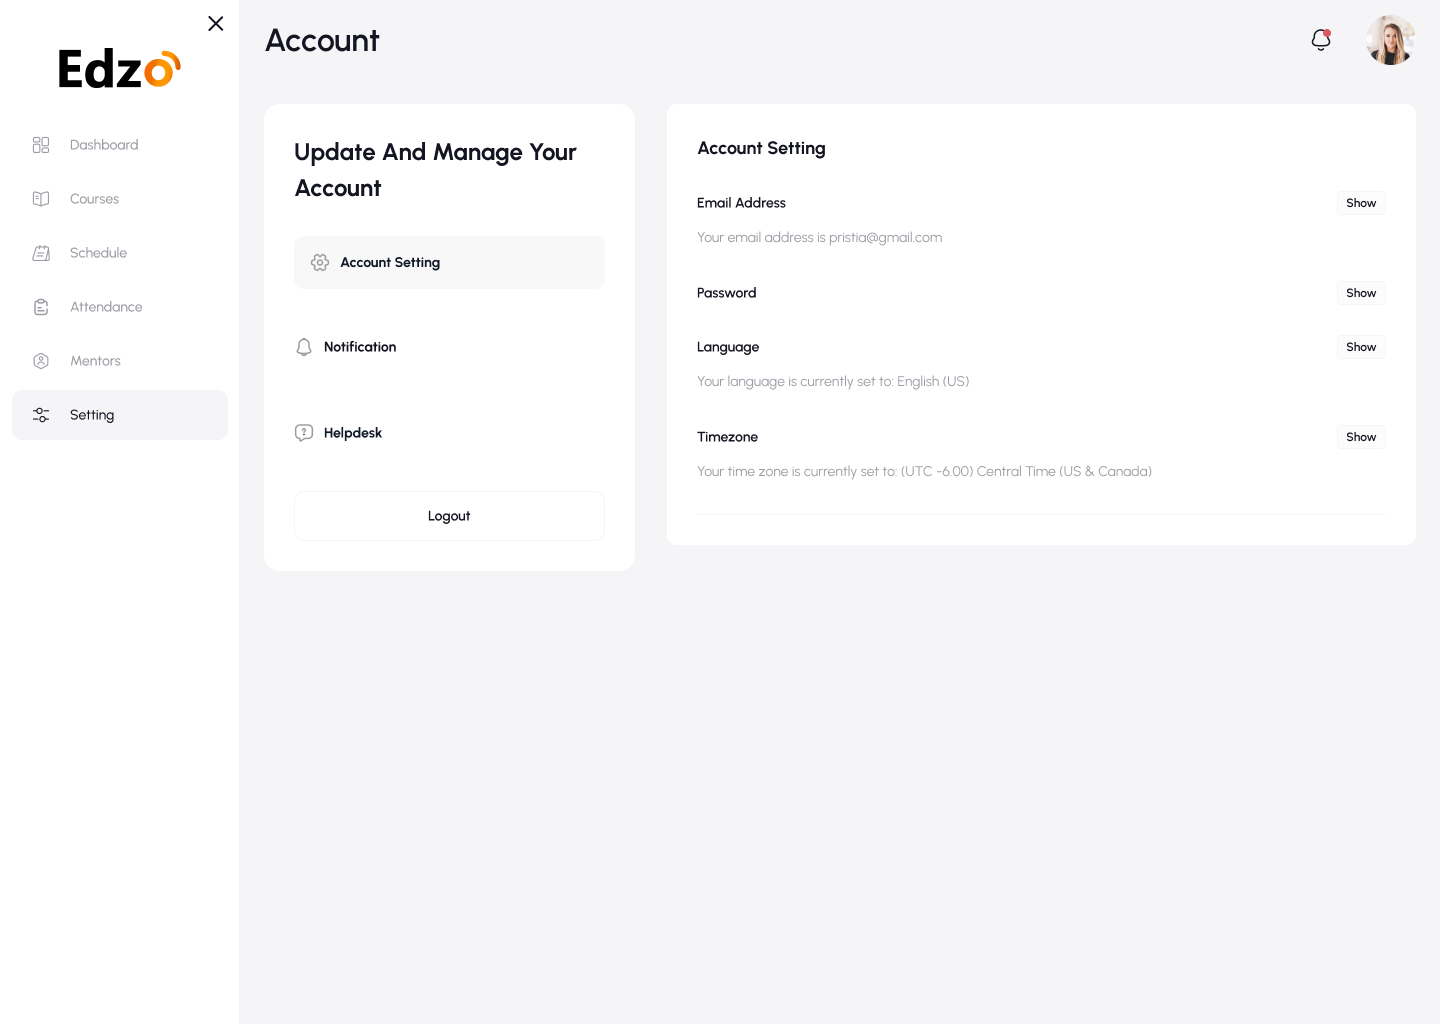 Edzo
Dashboard
Courses
Schedule
Attendance
Mentors
Setting
Account
Update And Manage Your
Account
Account Setting
Notification
Helpdesk
Logout
Account Setting
Email Address
Show
Your email address is pristia@gmail.com
Password
Show
Language
Show
Your language is currently set to: English (US)
Timezone
Show
Your time zone is currently set to: (UTC -6.00) Central Time (US & Canada)